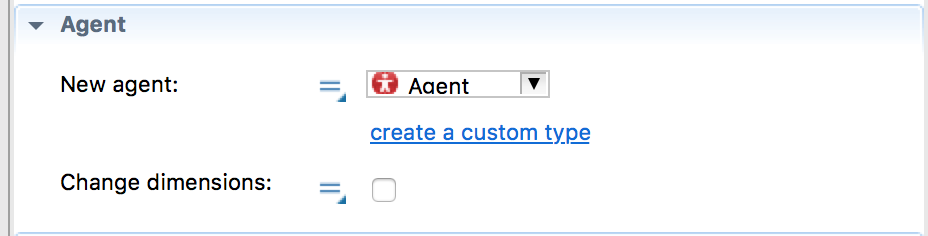 Agent
New agent:
Agent
create a custom type
Change dimensions: